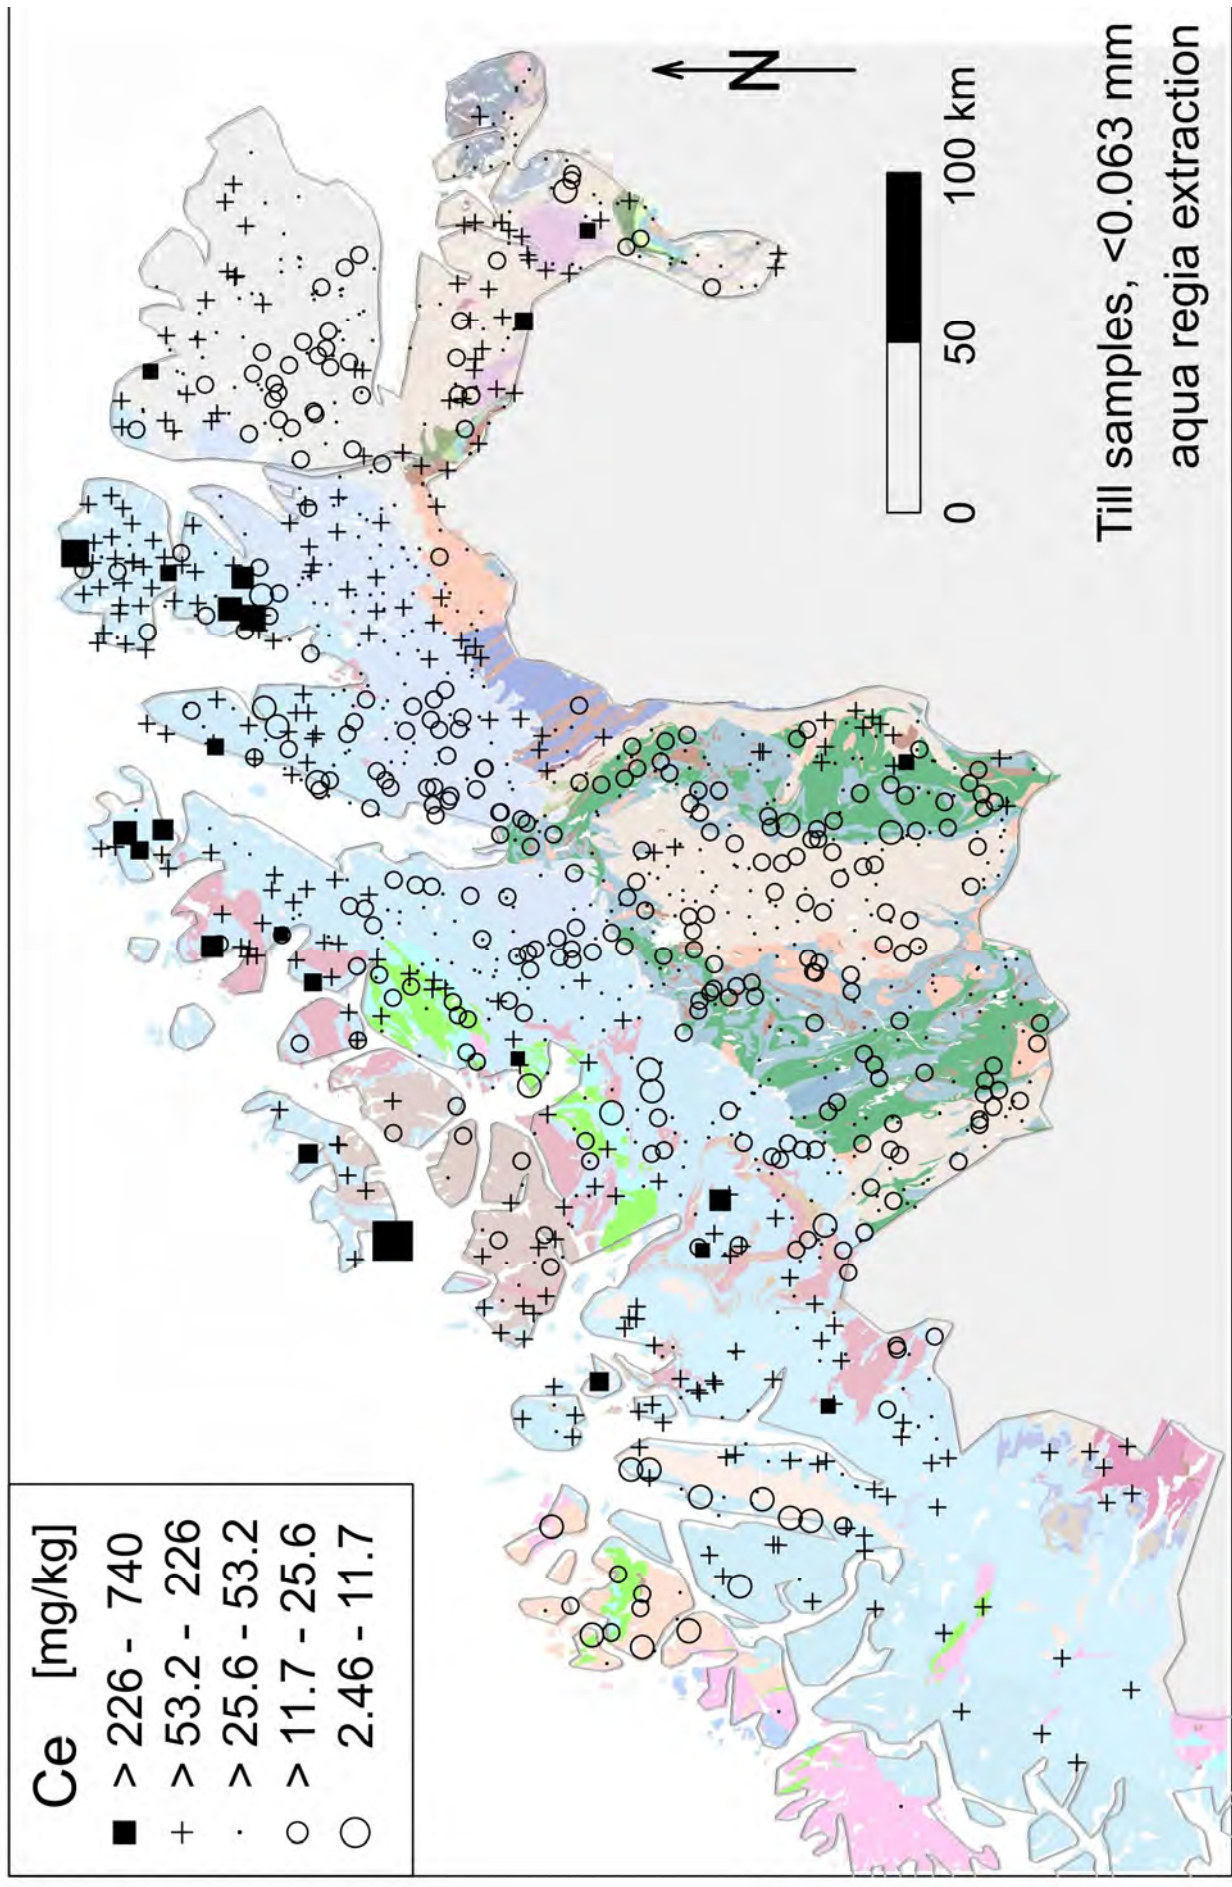 Ce [mg/kg]
> 226 - 740
> 53.2 - 226
> 25.6 - 53.2
> 11.7 - 25.6
2.46 - 11.7
N
0 50 100 km
Till samples, <0.063 mm
aqua regia extraction